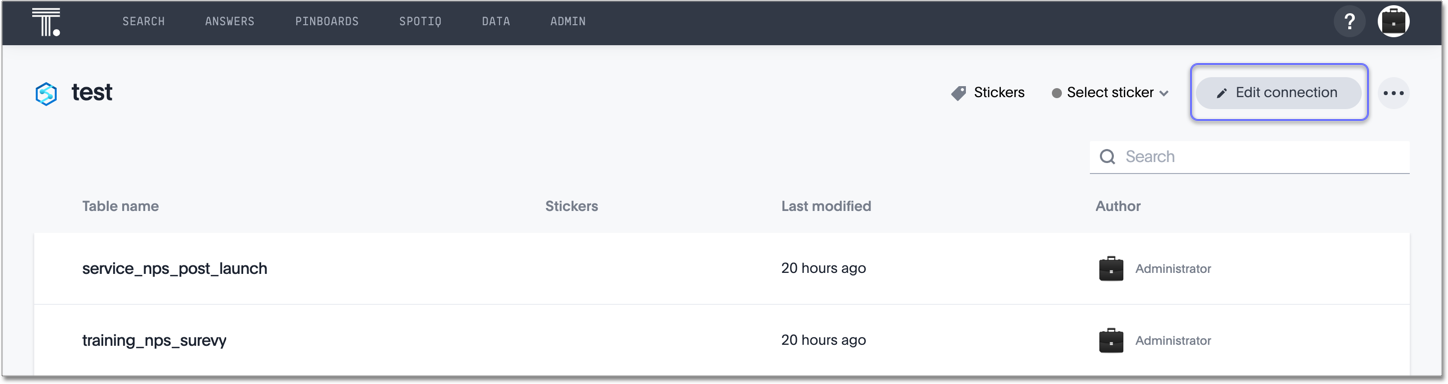 SEARCH ANSWERS PINBOARDS SPOTIQ DATA ADMIN ?
test Stickers Select sticker Edit connection
Search
Table name Stickers Last modified Author
service_nps_post_launch 20 hours ago Administrator
training_nps_surevy 20 hours ago Administrator